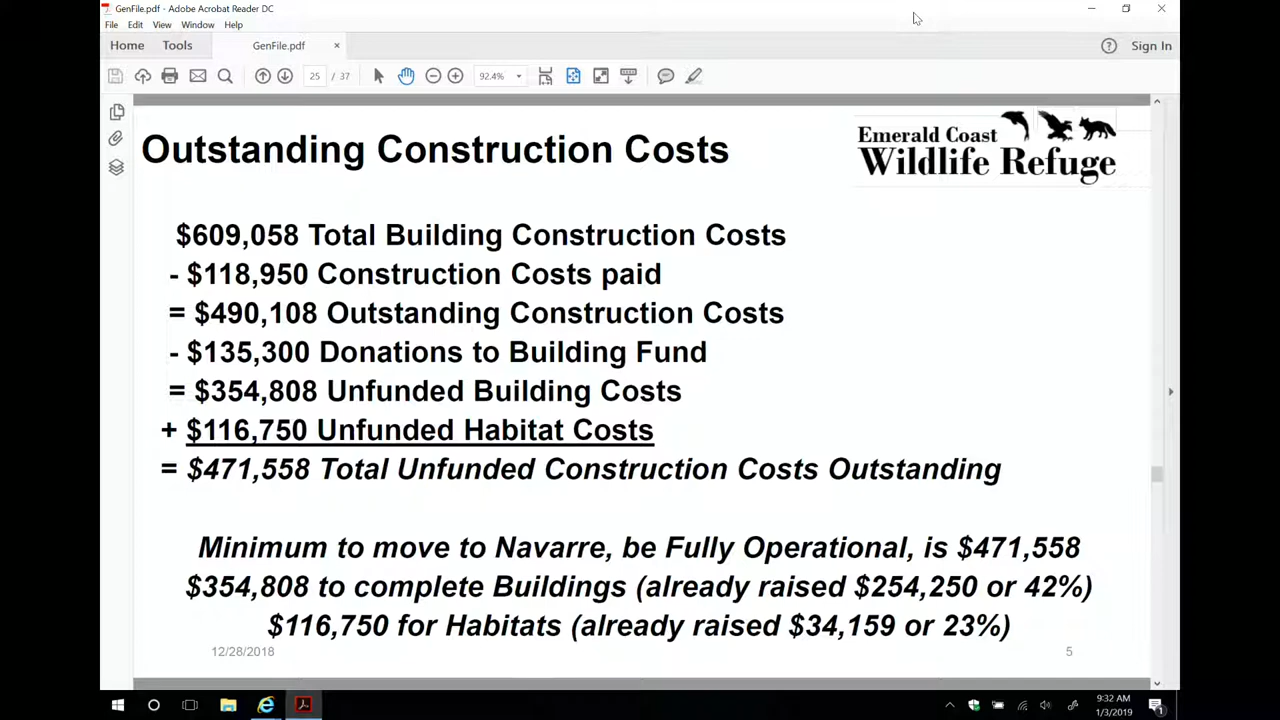 GenFile.pdf - Adobe Acrobat Reader DC
File Edit View Window Help
Home Tools GenFile.pdf × Sign In
25 / 37 92.4%
Outstanding Construction Costs
Emerald Coast
Wildlife Refuge
$609,058 Total Building Construction Costs
- $118,950 Construction Costs paid
= $490,108 Outstanding Construction Costs
- $135,300 Donations to Building Fund
= $354,808 Unfunded Building Costs
+ $116,750 Unfunded Habitat Costs
= $471,558 Total Unfunded Construction Costs Outstanding
Minimum to move to Navarre, be Fully Operational, is $471,558
$354,808 to complete Buildings (already raised $254,250 or 42%)
$116,750 for Habitats (already raised $34,159 or 23%)
12/28/2018 5
9:32 AM
1/3/2019